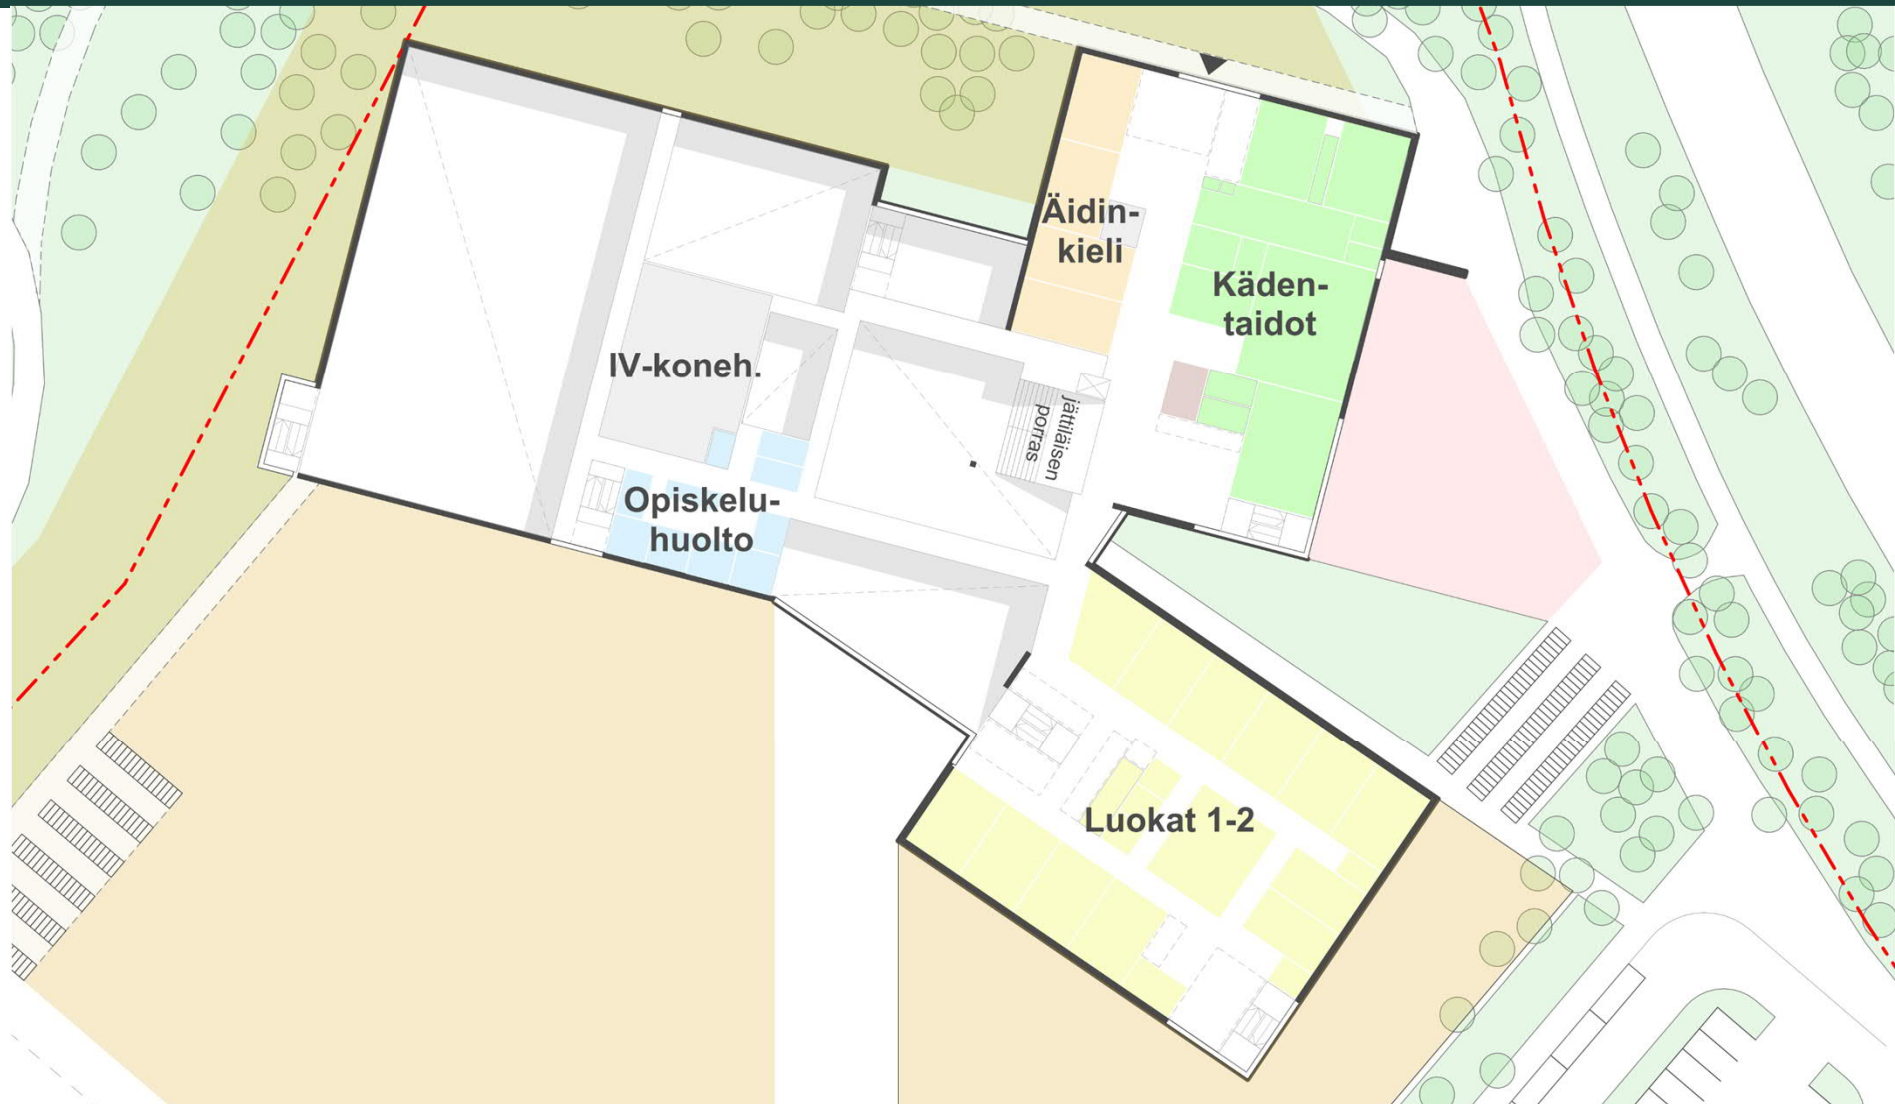 Äidin-
kieli
Käden-
taidot
IV-koneh.
jättiläisen
porras
Opiskelu-
huolto
Luokat 1-2